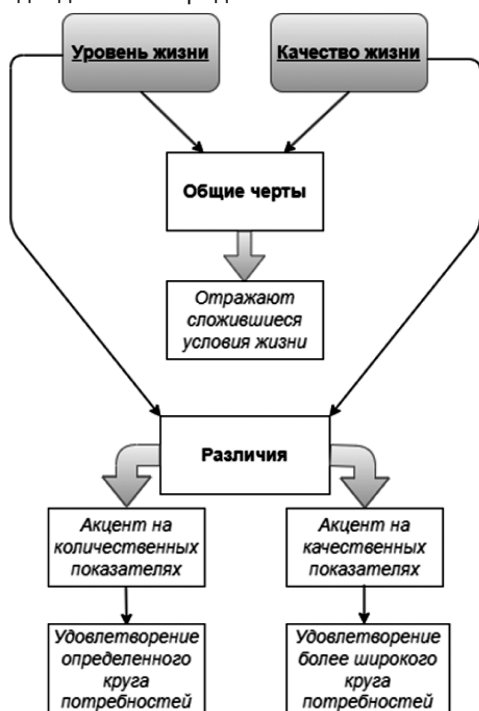 Уровень жизни
Качество жизни
Общие черты
Отражают
сложившиеся
условия жизни
Различия
Акцент на
количественных
показателях
Акцент на
качественных
показателях
Удовлетворение
определенного
круга
потребностей
Удовлетворение
более широкого
круга
потребностей